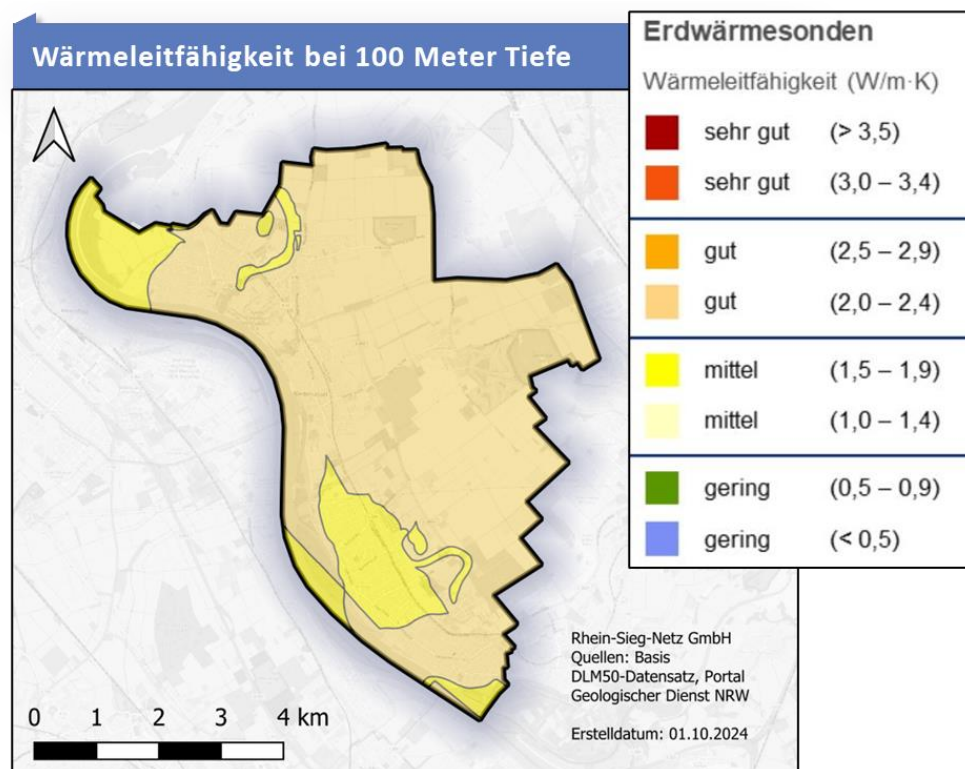 Wärmeleitfähigkeit bei 100 Meter Tiefe
Erdwärmesonden
Wärmeleitfähigkeit (W/m·K)
sehr gut (> 3,5)
sehr gut (3,0 – 3,4)
gut (2,5 – 2,9)
gut (2,0 – 2,4)
mittel (1,5 – 1,9)
mittel (1,0 – 1,4)
gering (0,5 – 0,9)
gering (< 0,5)
Rhein-Sieg-Netz GmbH
Quellen: Basis
DLM50-Datensatz, Portal
Geologischer Dienst NRW
Erstelldatum: 01.10.2024
0 1 2 3 4 km